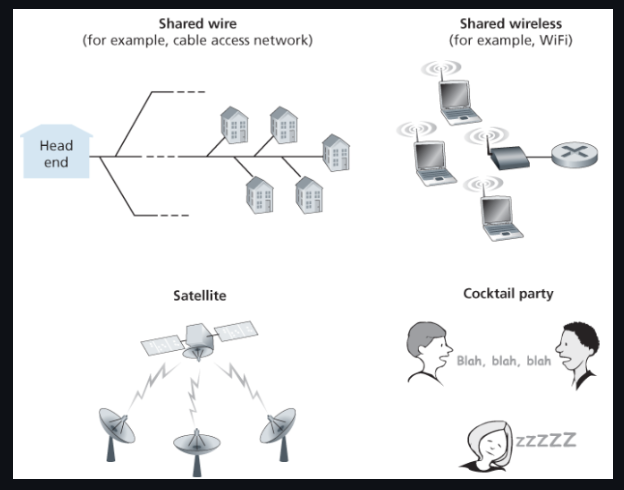 Shared wire
(for example, cable access network)
Shared wireless
(for example, WiFi)
Head
end
Satellite
Cocktail party
Blah, blah, blah
zzzzz